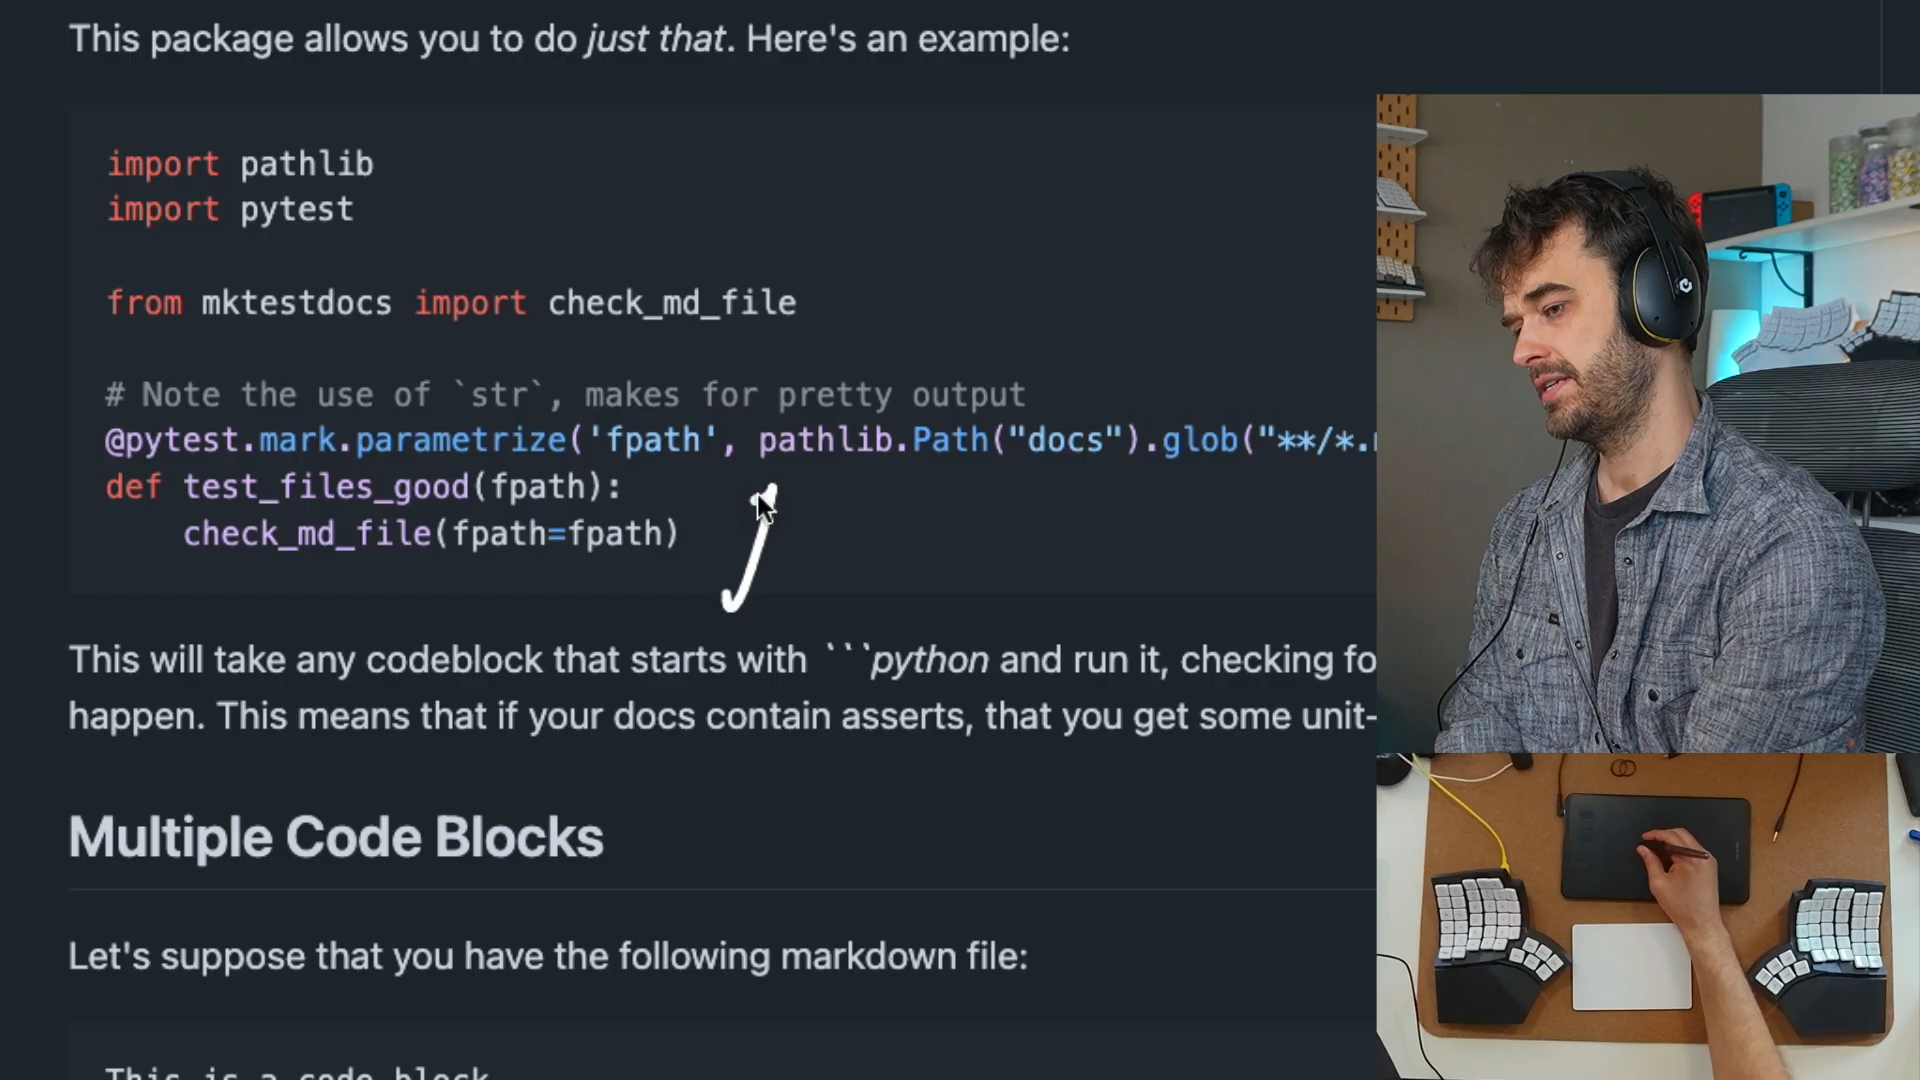 This package allows you to do just that. Here's an example:
import pathlib
import pytest
from mktestdocs import check_md_file
# Note the use of `str`, makes for pretty output
@pytest.mark.parametrize('fpath', pathlib.Path("docs").glob("**/*.
def test_files_good(fpath):
check_md_file(fpath=fpath)
This will take any codeblock that starts with ```python and run it, checking fo
happen. This means that if your docs contain asserts, that you get some unit-
Multiple Code Blocks
Let's suppose that you have the following markdown file:
This is a code block